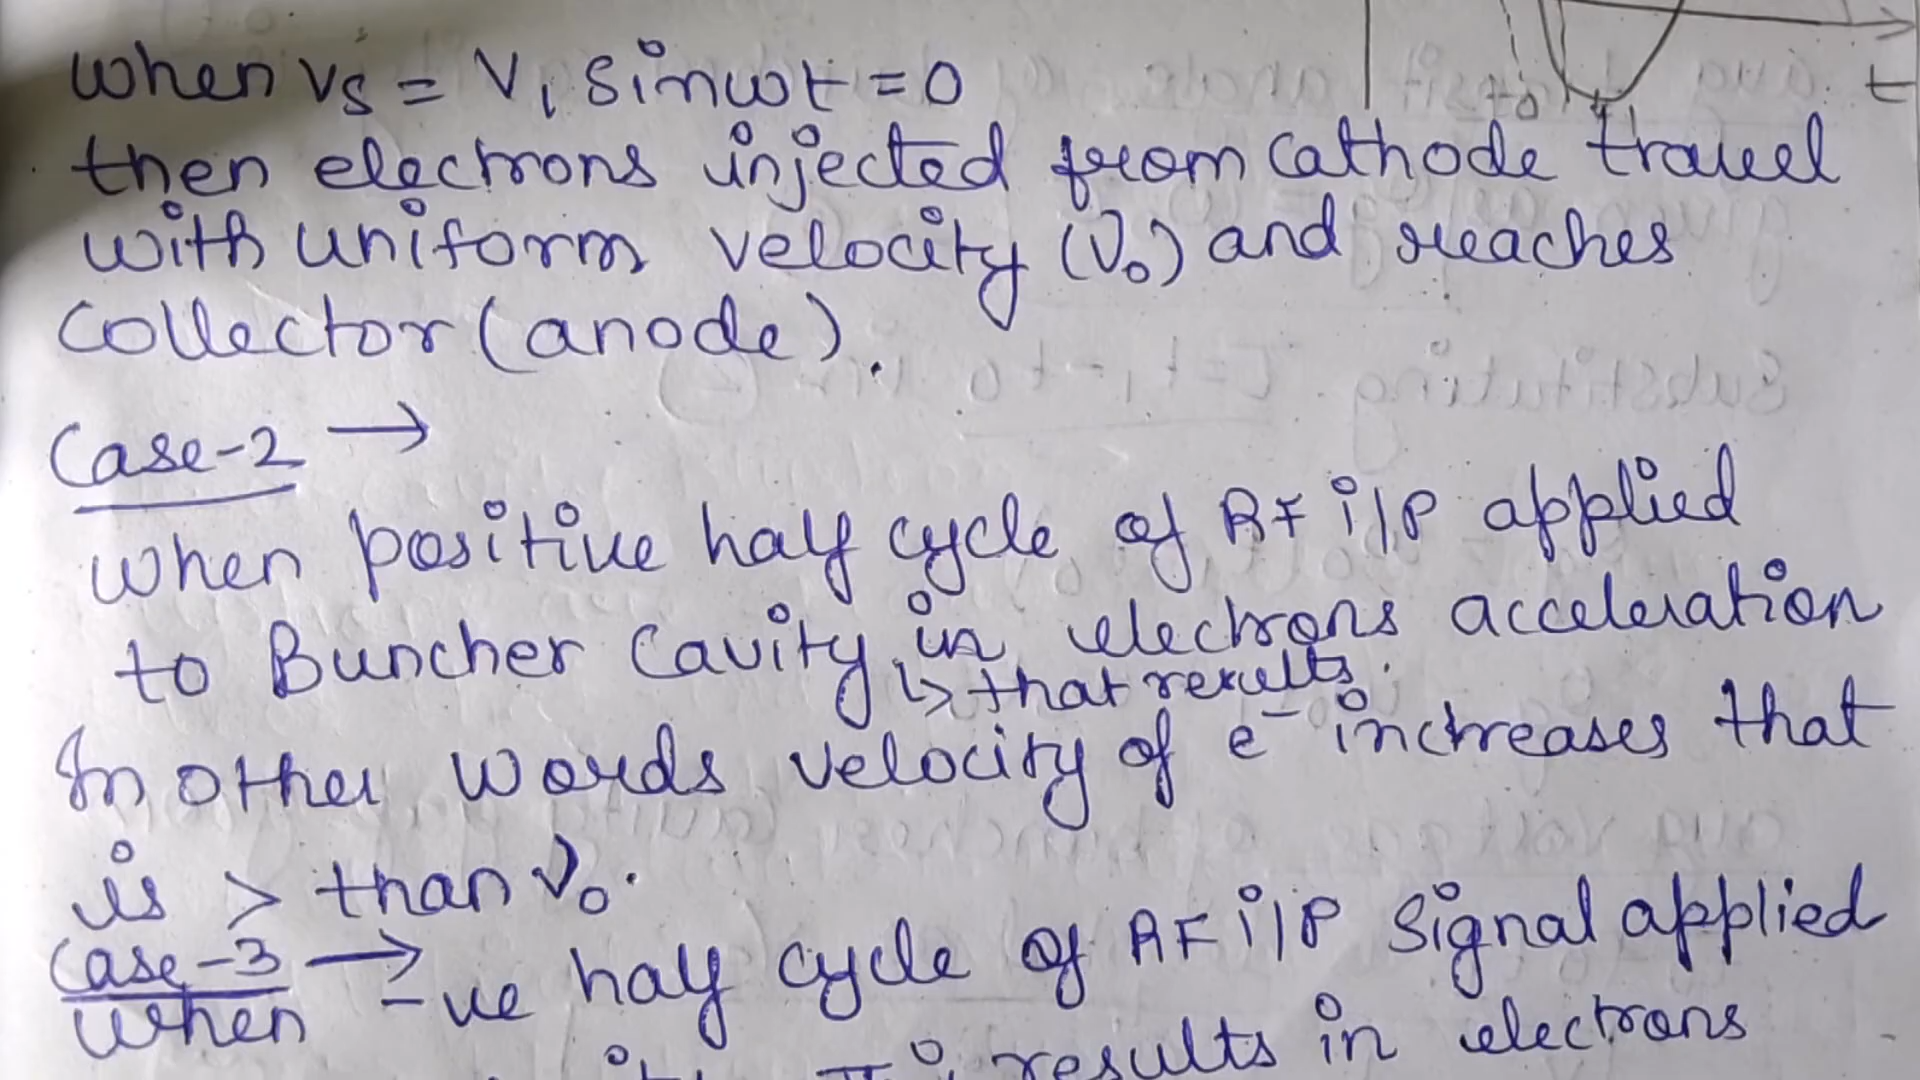 t
to
when vs = V₁ sinwt = 0
then electrons injected from cathode travel
with uniform velocity (V₀) and reaches
collector (anode).
Case-2 →
when positive half cycle of RF i/p applied
to Buncher Cavity in electrons acceleration
↳ that results
In other words velocity of e⁻ increases that
is > than V₀.
Case-3 →
when -ve half cycle of RF i/p signal applied
results in electrons